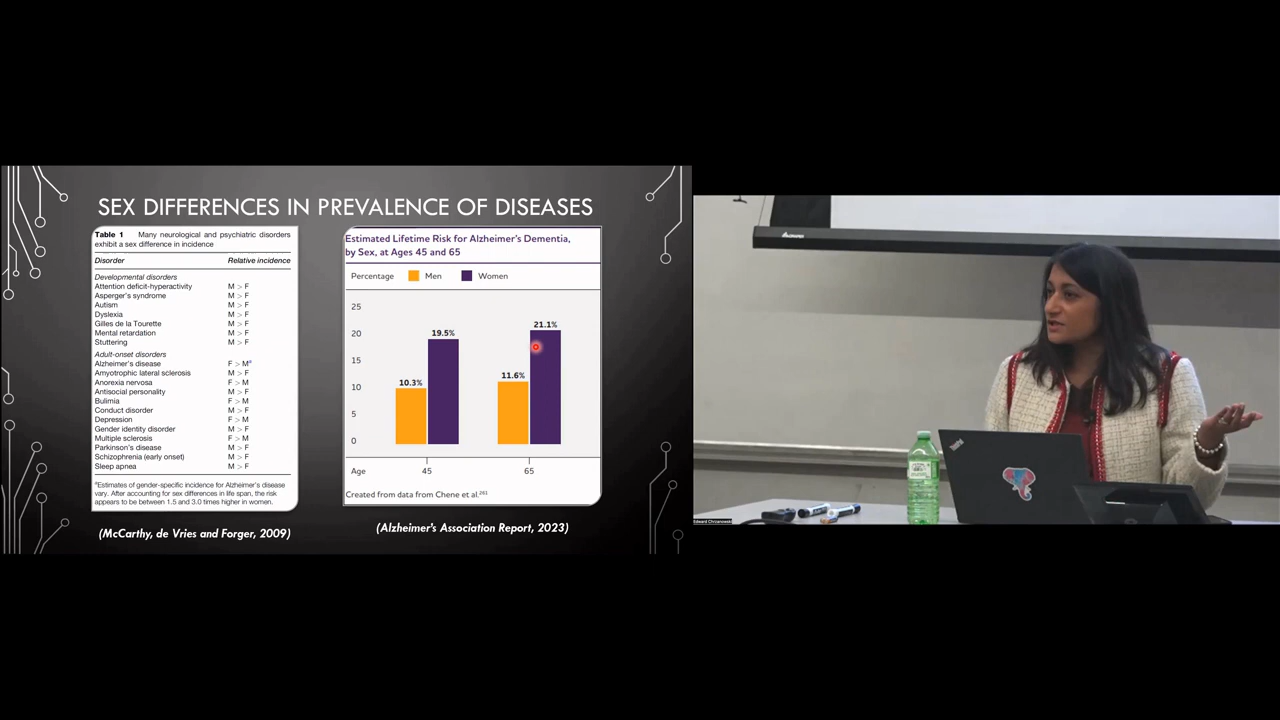 SEX DIFFERENCES IN PREVALENCE OF DISEASES
Table 1 Many neurological and psychiatric disorders
exhibit a sex difference in incidence
Disorder Relative incidence
Developmental disorders
Attention deficit-hyperactivity M > F
Asperger's syndrome M > F
Autism M > F
Dyslexia M > F
Gilles de la Tourette M > F
Mental retardation M > F
Stuttering M > F
Adult-onset disorders
Alzheimer's disease F > Mª
Amyotrophic lateral sclerosis M > F
Anorexia nervosa F > M
Antisocial personality M > F
Bulimia F > M
Conduct disorder M > F
Depression F > M
Gender identity disorder M > F
Multiple sclerosis F > M
Parkinson's disease M > F
Schizophrenia (early onset) M > F
Sleep apnea M > F
ªEstimates of gender-specific incidence for Alzheimer's disease
vary. After accounting for sex differences in life span, the risk
appears to be between 1.5 and 3.0 times higher in women.
(McCarthy, de Vries and Forger, 2009)
Estimated Lifetime Risk for Alzheimer's Dementia,
by Sex, at Ages 45 and 65
Percentage Men Women
25
20
15
10
5
0
10.3%
19.5%
11.6%
21.1%
Age 45 65
Created from data from Chene et al.²⁶¹
(Alzheimer's Association Report, 2023)
ThinkPad
Edward Chrzanowski